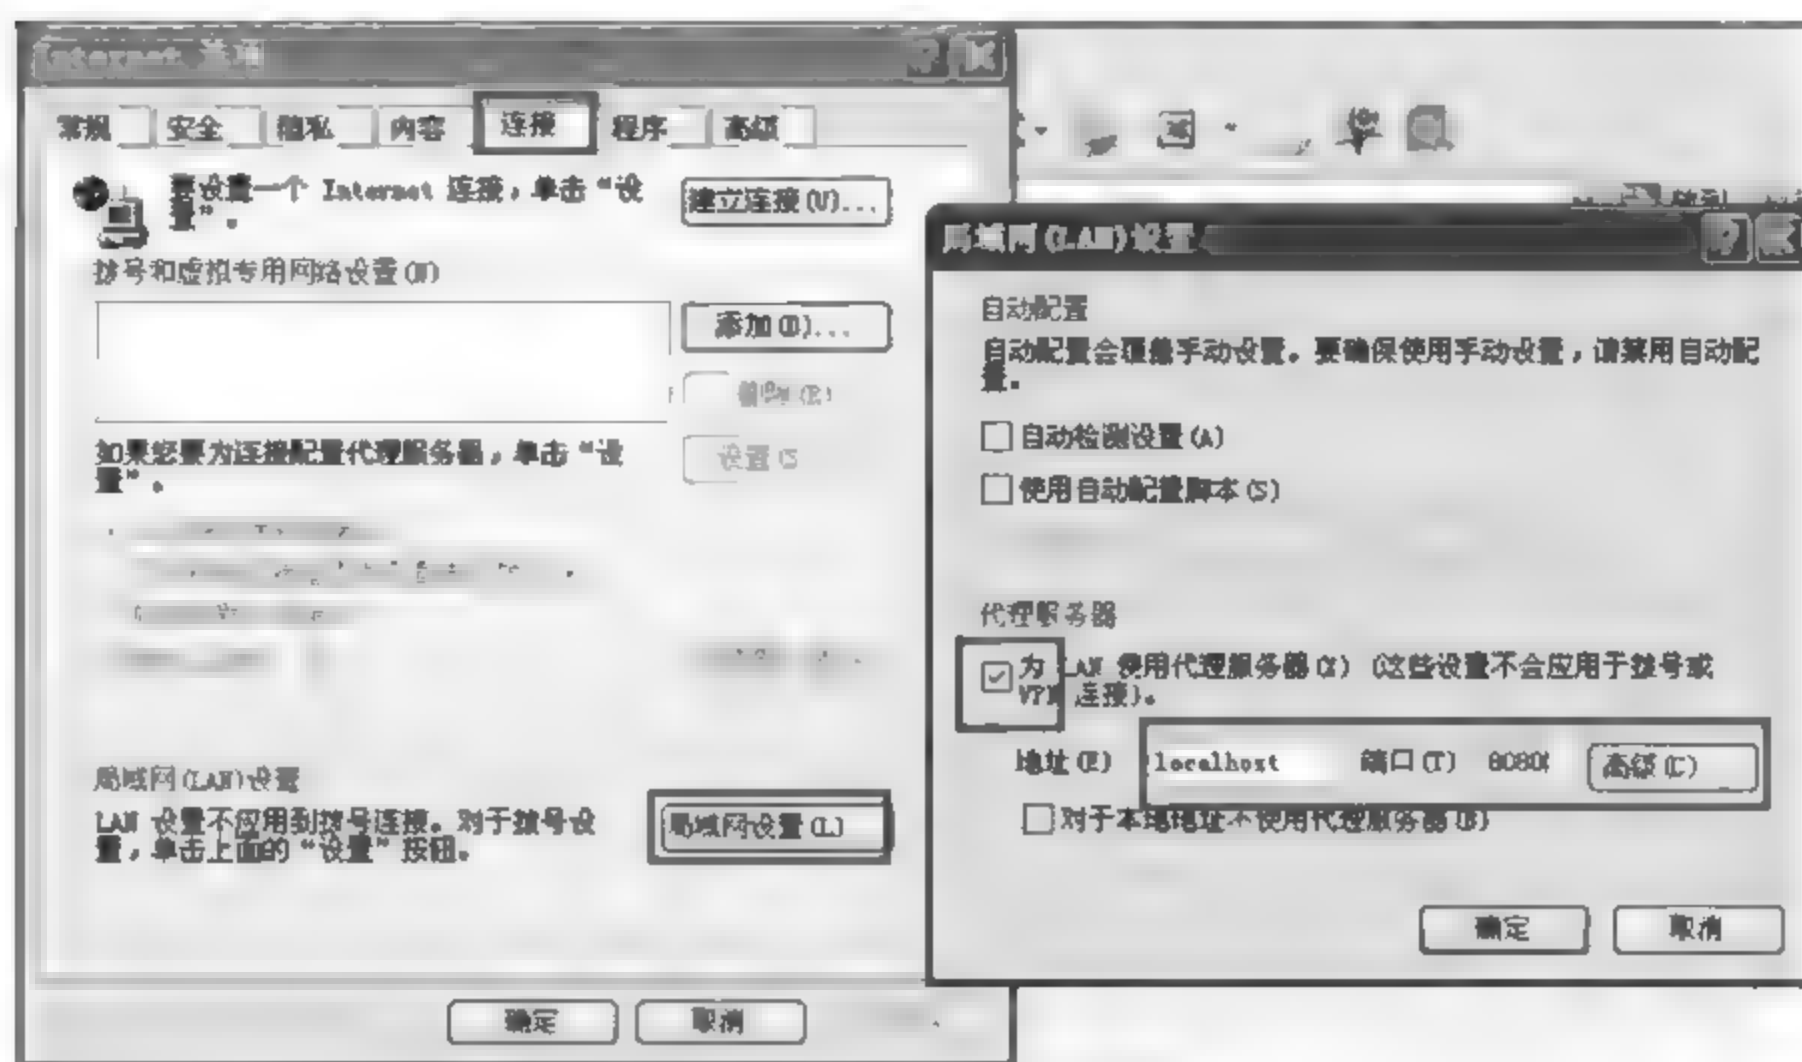 Internet 选项
常规 安全 隐私 内容 连接 程序 高级
要设置一个 Internet 连接，单击“设
置”。
建立连接(U)...
拨号和虚拟专用网络设置(N)
添加(D)...
删除(R)
设置(S
如果您要为连接配置代理服务器，单击“设
置”。
局域网(LAN)设置
LAN 设置不应用到拨号连接。对于拨号设
置，单击上面的“设置”按钮。
局域网设置(L)
确定 取消
局域网(LAN)设置
自动配置
自动配置会覆盖手动设置。要确保使用手动设置，请禁用自动配
置。
自动检测设置(A)
使用自动配置脚本(S)
代理服务器
为 LAN 使用代理服务器(X) (这些设置不会应用于拨号或
VPN 连接)。
地址(E) localhost 端口(T) 8080 高级(C)
对于本地地址不使用代理服务器(B)
确定 取消